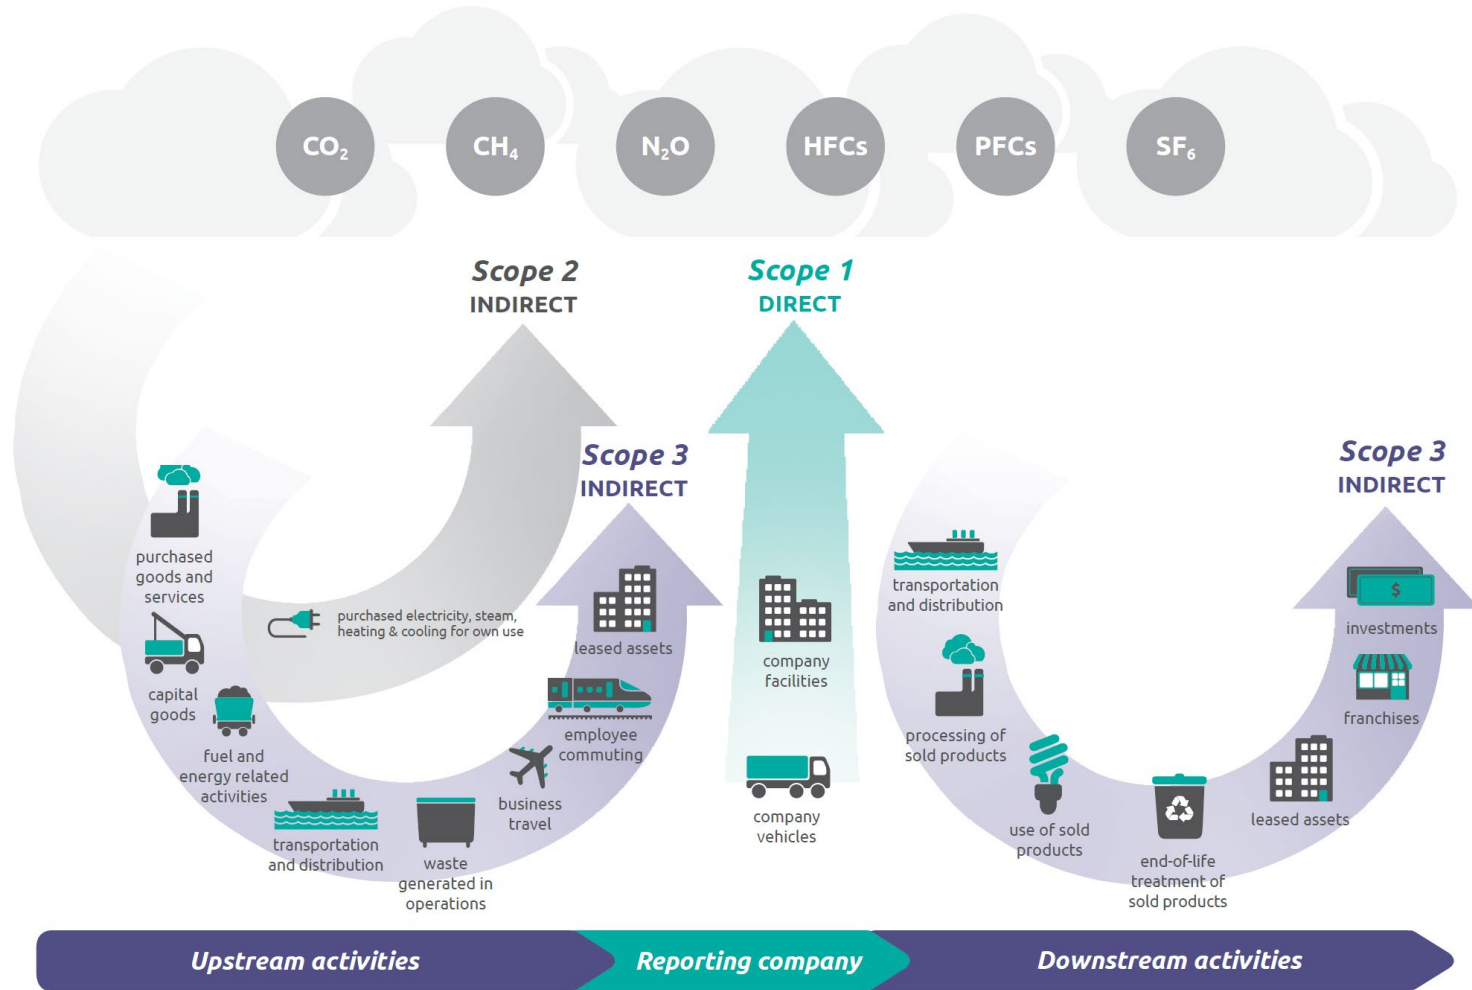 CO₂
CH₄
N₂O
HFCs
PFCs
SF₆
Scope 2
INDIRECT
Scope 1
DIRECT
Scope 3
INDIRECT
Scope 3
INDIRECT
purchased
goods and
services
capital
goods
fuel and
energy related
activities
transportation
and distribution
waste
generated in
operations
business
travel
employee
commuting
leased assets
purchased electricity, steam,
heating & cooling for own use
company
facilities
company
vehicles
transportation
and distribution
processing of
sold products
use of sold
products
end-of-life
treatment of
sold products
leased assets
franchises
$
investments
Upstream activities
Reporting company
Downstream activities